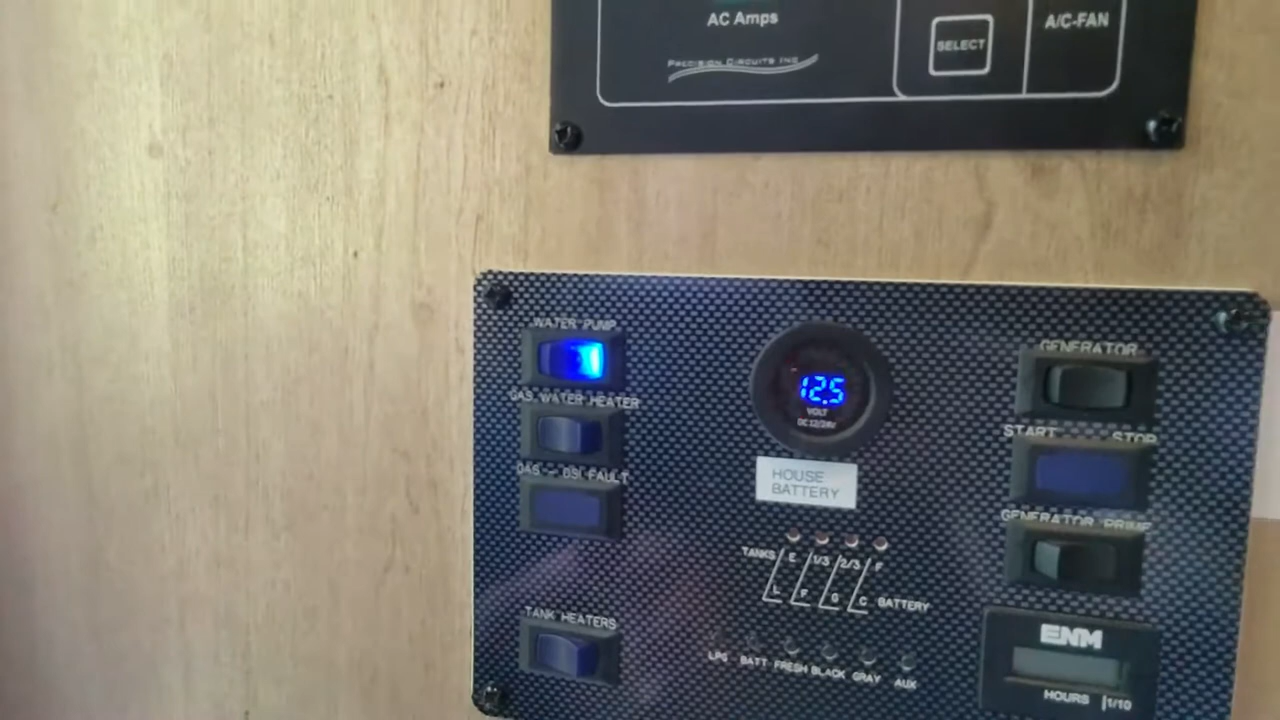 AC Amps
PRECISION CIRCUITS INC
SELECT
A/C-FAN
WATER PUMP
GAS WATER HEATER
GAS - DSI FAULT
TANK HEATERS
12.5
VOLT
DC12/24V
HOUSE
BATTERY
TANKS E 1/3 2/3 F
L F G C BATTERY
LPG BATT FRESH BLACK GRAY AUX
GENERATOR
START STOP
GENERATOR PRIME
ENM
HOURS 1/10